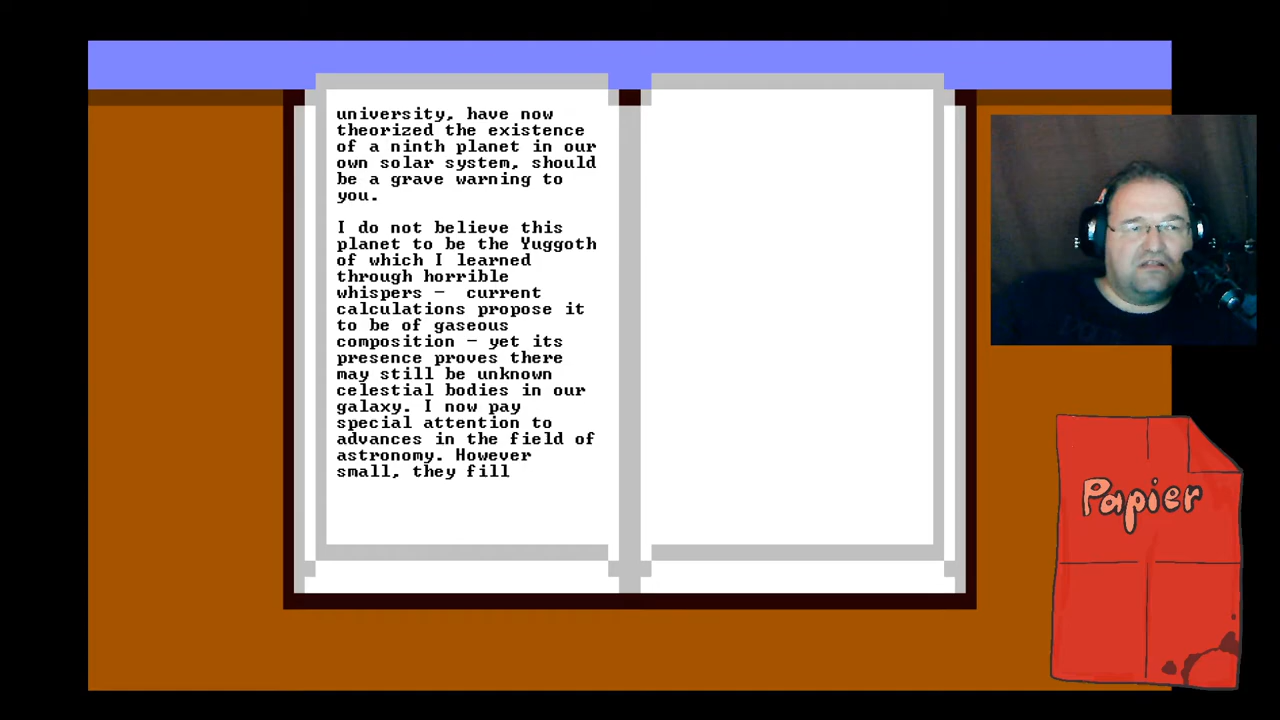 university, have now
theorized the existence
of a ninth planet in our
own solar system, should
be a grave warning to
you.
I do not believe this
planet to be the Yuggoth
of which I learned
through horrible
whispers -  current
calculations propose it
to be of gaseous
composition - yet its
presence proves there
may still be unknown
celestial bodies in our
galaxy. I now pay
special attention to
advances in the field of
astronomy. However
small, they fill
Papier